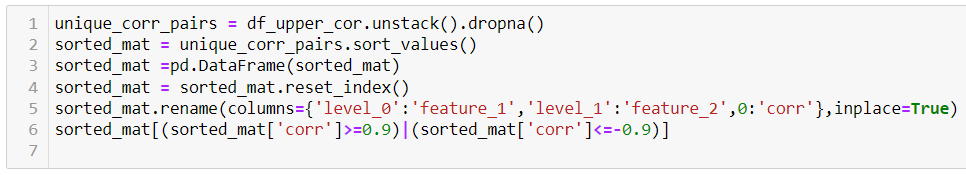 1 unique_corr_pairs = df_upper_cor.unstack().dropna()
2 sorted_mat = unique_corr_pairs.sort_values()
3 sorted_mat =pd.DataFrame(sorted_mat)
4 sorted_mat = sorted_mat.reset_index()
5 sorted_mat.rename(columns={'level_0':'feature_1','level_1':'feature_2',0:'corr'},inplace=True)
6 sorted_mat[(sorted_mat['corr']>=0.9)|(sorted_mat['corr']<=-0.9)]
7